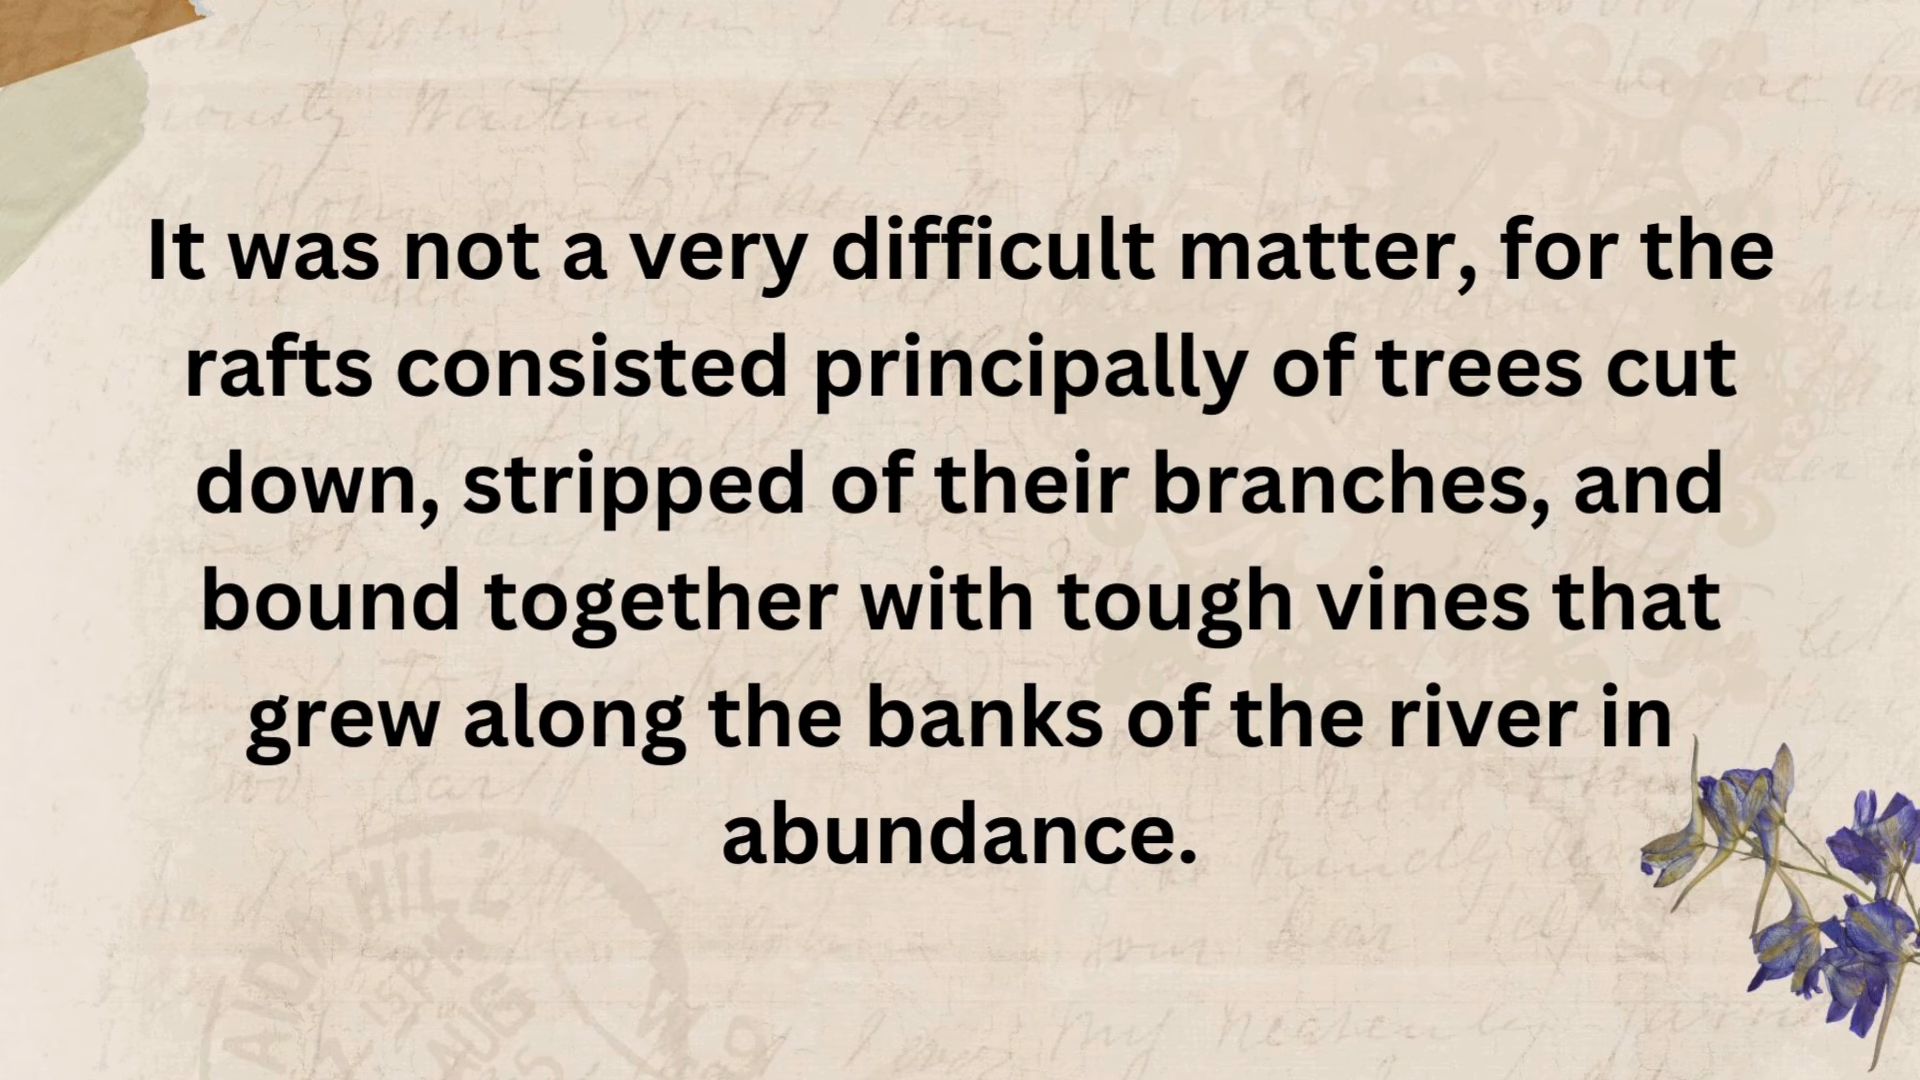 It was not a very difficult matter, for the
rafts consisted principally of trees cut
down, stripped of their branches, and
bound together with tough vines that
grew along the banks of the river in
abundance.